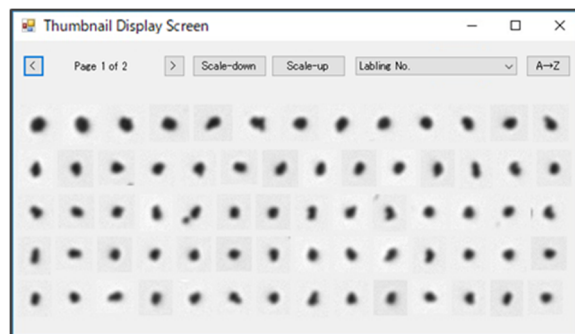 Thumbnail Display Screen
< Page 1 of 2 > Scale-down Scale-up Labling No. A→Z